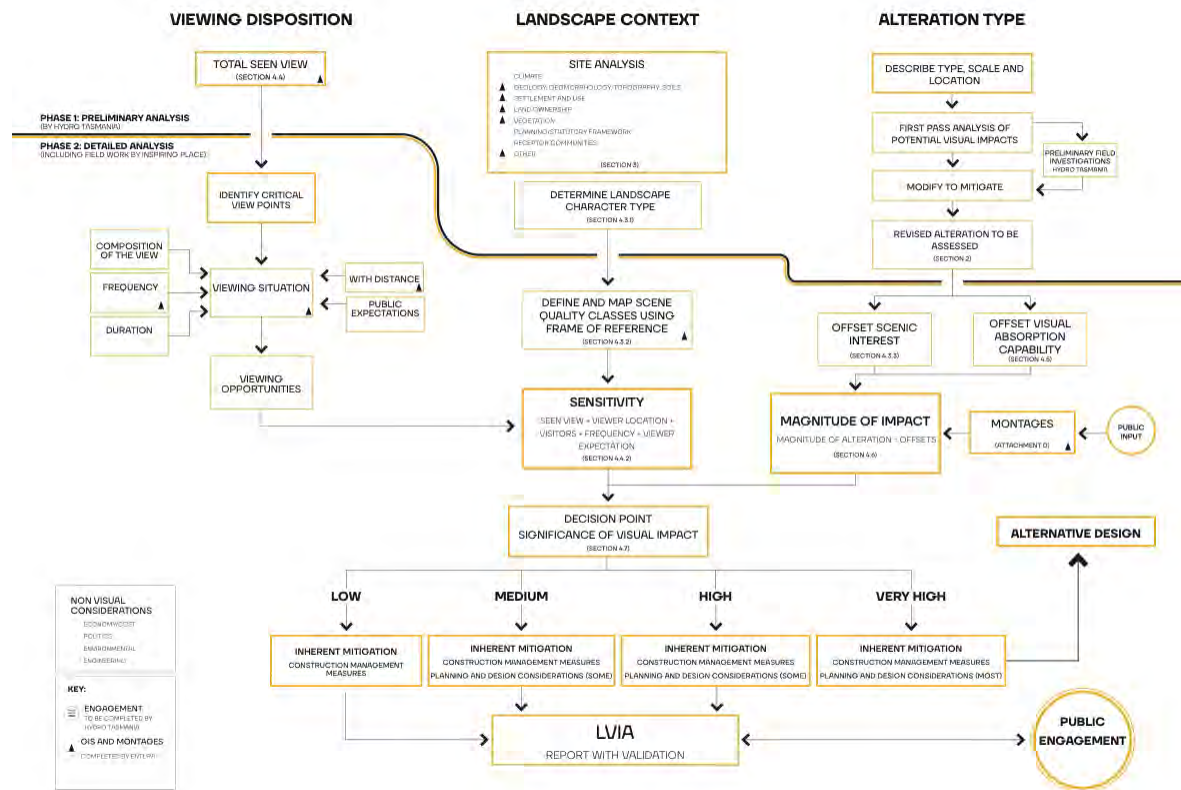 VIEWING DISPOSITION
LANDSCAPE CONTEXT
ALTERATION TYPE
TOTAL SEEN VIEW
(SECTION 4.4)
PHASE 1: PRELIMINARY ANALYSIS
(BY HYDRO TASMANIA)
PHASE 2: DETAILED ANALYSIS
(INCLUDING FIELD WORK BY INSPIRING PLACE)
IDENTIFY CRITICAL
VIEW POINTS
COMPOSITION
OF THE VIEW
FREQUENCY
DURATION
VIEWING SITUATION
WITH DISTANCE
PUBLIC
EXPECTATIONS
VIEWING
OPPORTUNITIES
SITE ANALYSIS
CLIMATE
GEOLOGY, GEOMORPHOLOGY, TOPOGRAPHY, SOILS
SETTLEMENT AND USE
LAND OWNERSHIP
VEGETATION
PLANNING/STATUTORY FRAMEWORK
RECEPTOR COMMUNITIES
OTHER
(SECTION 3)
DETERMINE LANDSCAPE
CHARACTER TYPE
(SECTION 4.3.1)
DEFINE AND MAP SCENE
QUALITY CLASSES USING
FRAME OF REFERENCE
(SECTION 4.3.2)
SENSITIVITY
SEEN VIEW + VIEWER LOCATION +
VISITORS + FREQUENCY + VIEWER
EXPECTATION
(SECTION 4.4.2)
DESCRIBE TYPE, SCALE AND
LOCATION
FIRST PASS ANALYSIS OF
POTENTIAL VISUAL IMPACTS
PRELIMINARY FIELD
INVESTIGATIONS
HYDRO TASMANIA
MODIFY TO MITIGATE
REVISED ALTERATION TO BE
ASSESSED
(SECTION 2)
OFFSET SCENIC
INTEREST
(SECTION 4.3.3)
OFFSET VISUAL
ABSORPTION
CAPABILITY
(SECTION 4.5)
MAGNITUDE OF IMPACT
MAGNITUDE OF ALTERATION - OFFSETS
(SECTION 4.6)
MONTAGES
(ATTACHMENT D)
PUBLIC
INPUT
DECISION POINT
SIGNIFICANCE OF VISUAL IMPACT
(SECTION 4.7)
ALTERNATIVE DESIGN
LOW
MEDIUM
HIGH
VERY HIGH
INHERENT MITIGATION
CONSTRUCTION MANAGEMENT
MEASURES
INHERENT MITIGATION
CONSTRUCTION MANAGEMENT MEASURES
PLANNING AND DESIGN CONSIDERATIONS (SOME)
INHERENT MITIGATION
CONSTRUCTION MANAGEMENT MEASURES
PLANNING AND DESIGN CONSIDERATIONS (SOME)
INHERENT MITIGATION
CONSTRUCTION MANAGEMENT MEASURES
PLANNING AND DESIGN CONSIDERATIONS (MOST)
LVIA
REPORT WITH VALIDATION
PUBLIC
ENGAGEMENT
NON VISUAL
CONSIDERATIONS
ECONOMY/COST
POLITICS
ENVIRONMENTAL
KEY:
ENGAGEMENT
TO BE COMPLETED BY
HYDRO TASMANIA
GIS AND MONTAGES
COMPLETED BY